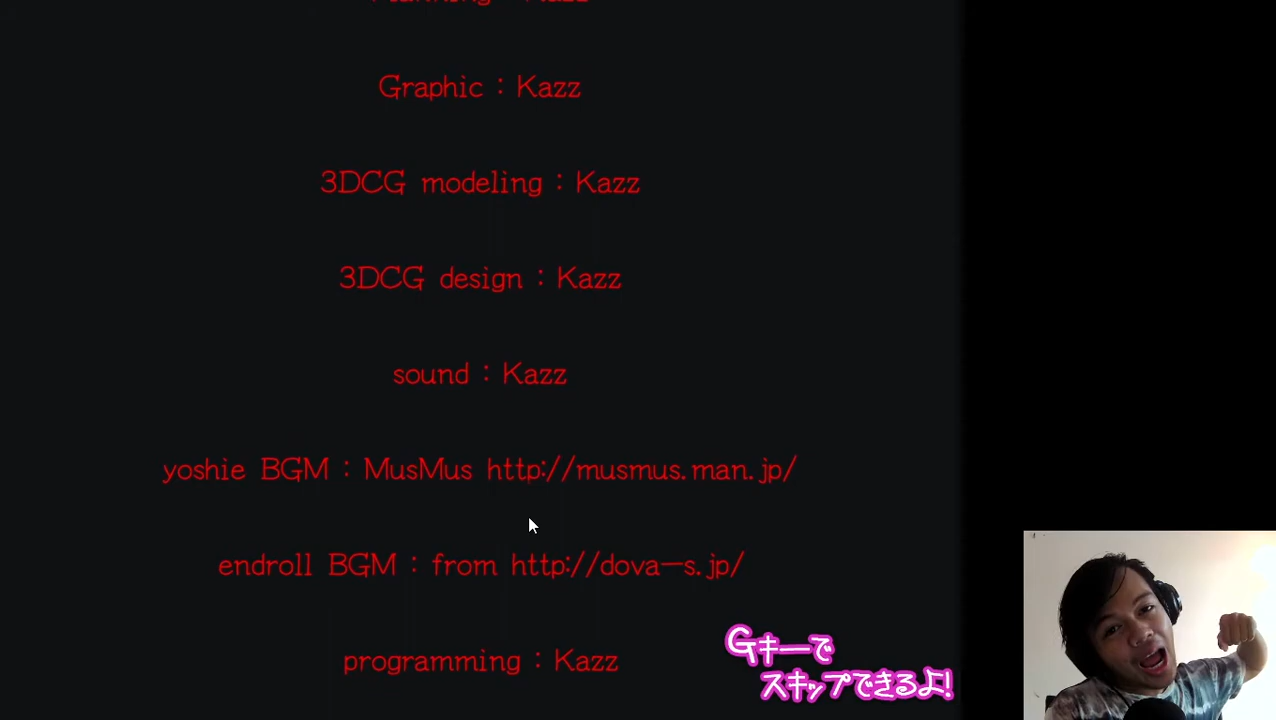 Graphic : Kazz
3DCG modeling : Kazz
3DCG design : Kazz
sound : Kazz
yoshie BGM : MusMus http://musmus.man.jp/
endroll BGM : from http://dova-s.jp/
programming : Kazz
Gキーで
スキップできるよ!